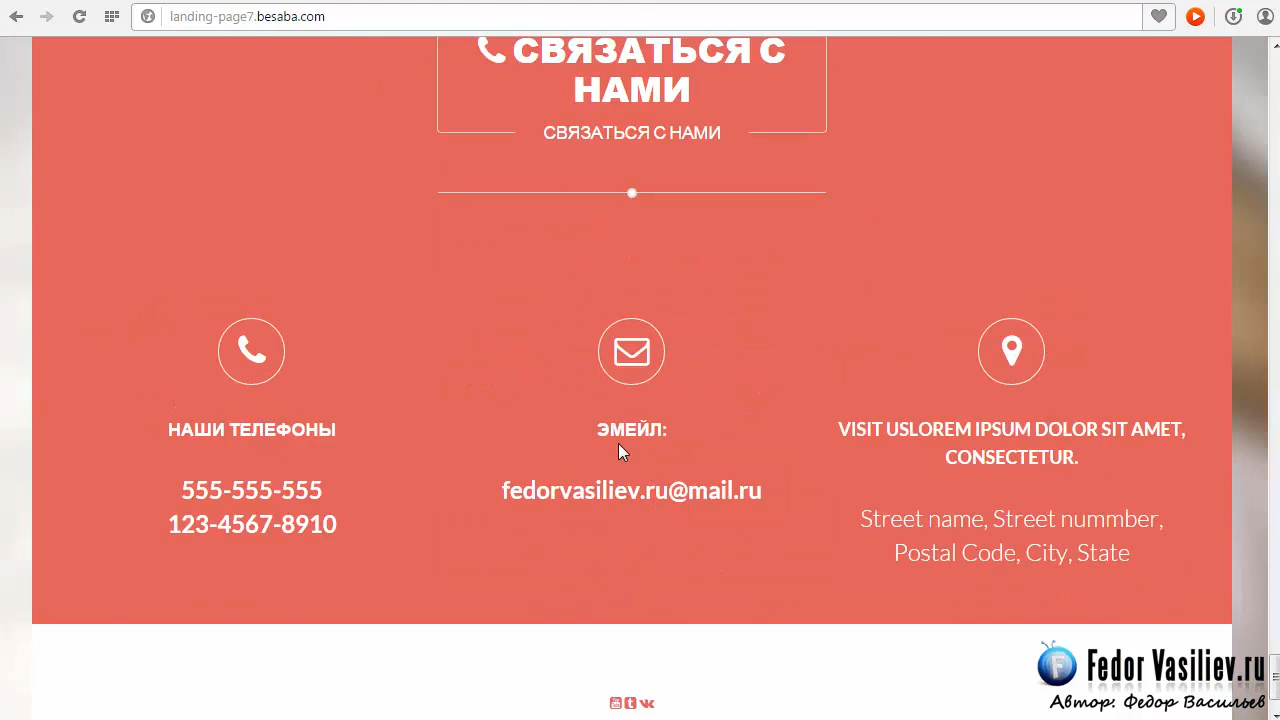 landing-page7.besaba.com
СВЯЗАТЬСЯ С
НАМИ
СВЯЗАТЬСЯ С НАМИ
НАШИ ТЕЛЕФОНЫ
555-555-555
123-4567-8910
ЭМЕЙЛ:
fedorvasiliev.ru@mail.ru
VISIT USLOREM IPSUM DOLOR SIT AMET,
CONSECTETUR.
Street name, Street nummber,
Postal Code, City, State
Fedor Vasiliev.ru
Автор: Федор Васильев